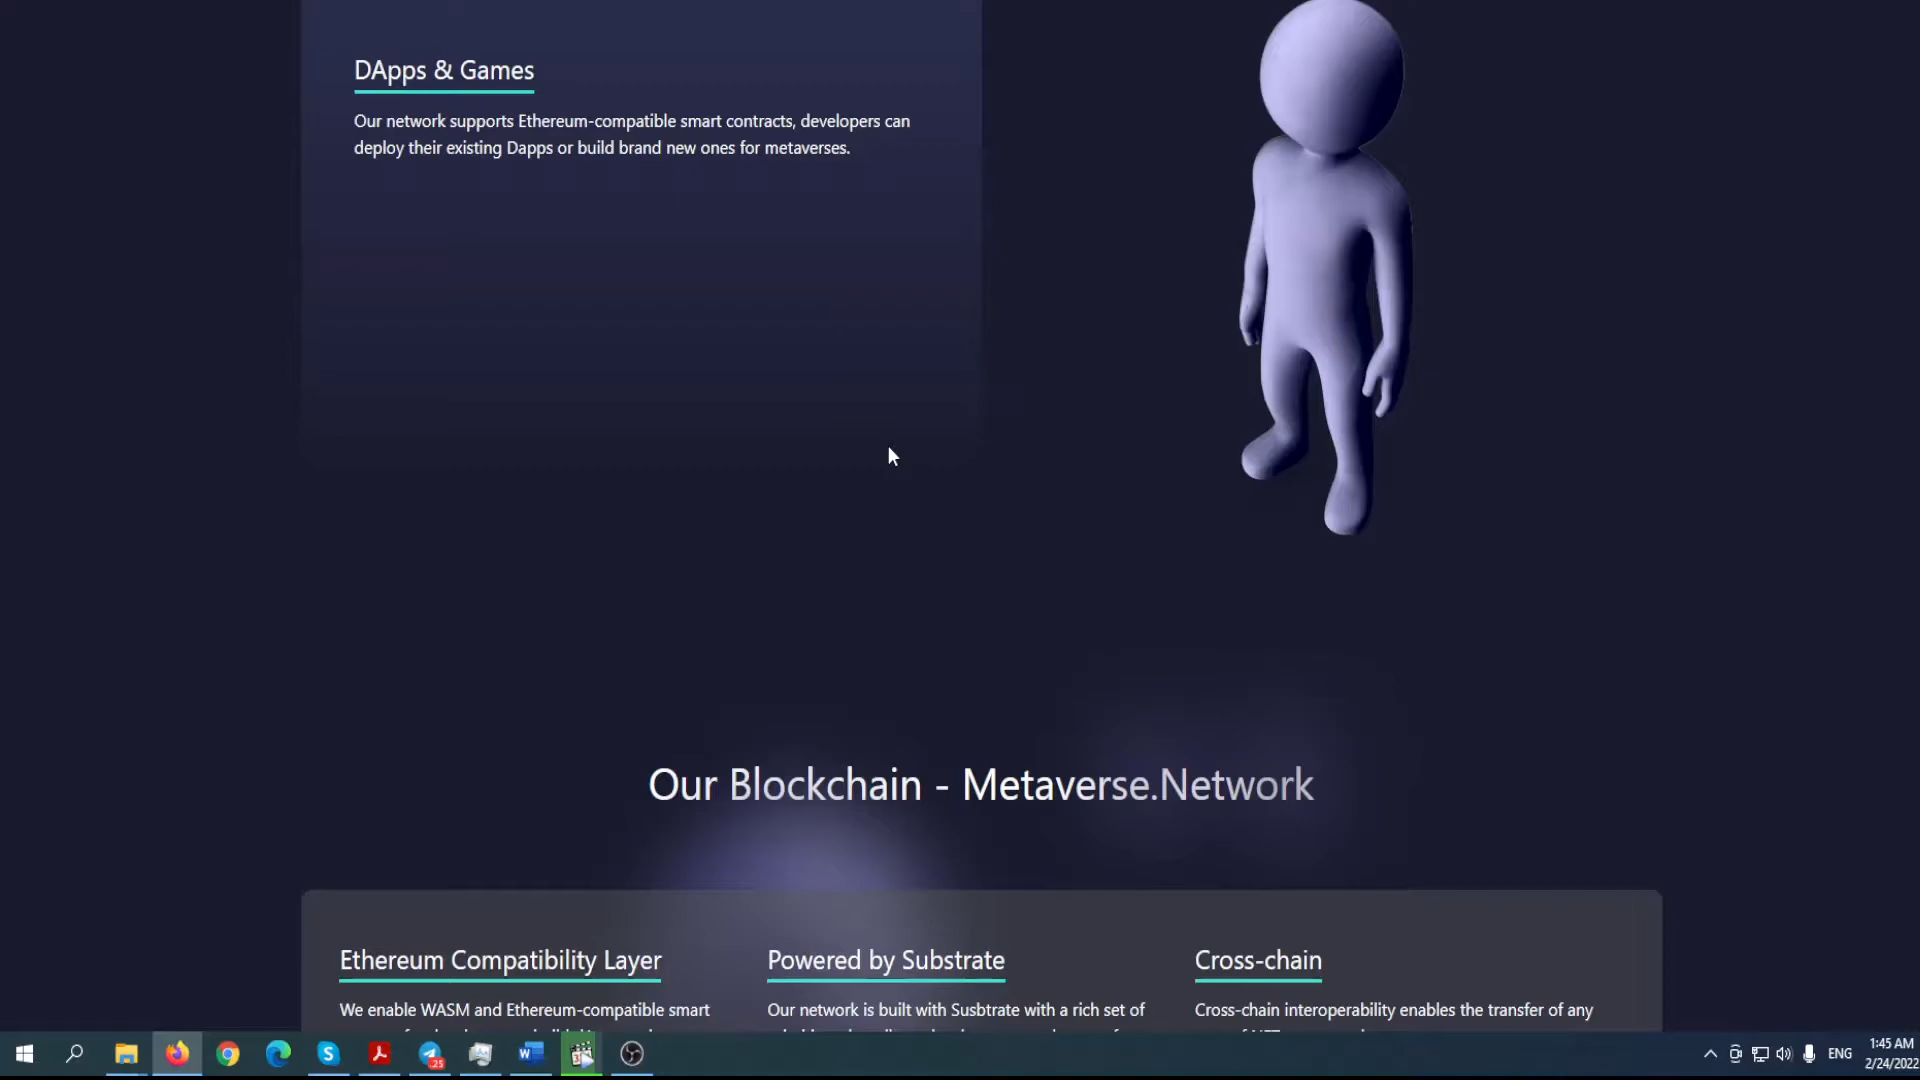 DApps & Games
Our network supports Ethereum-compatible smart contracts, developers can
deploy their existing Dapps or build brand new ones for metaverses.
Our Blockchain - Metaverse.Network
Ethereum Compatibility Layer
Powered by Substrate
Cross-chain
We enable WASM and Ethereum-compatible smart
Our network is built with Susbtrate with a rich set of
Cross-chain interoperability enables the transfer of any
25
ENG
1:45 AM
2/24/2022